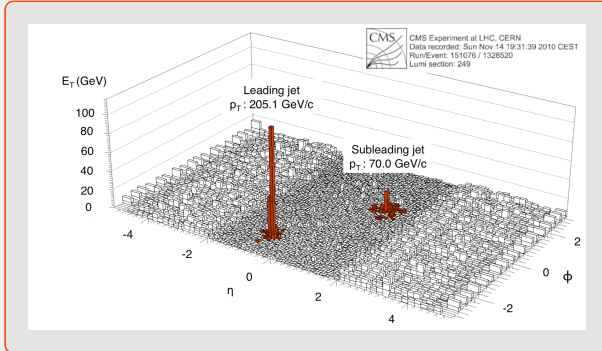 CMS
CMS Experiment at LHC, CERN
Data recorded: Sun Nov 14 19:31:39 2010 CEST
Run/Event: 151076 / 1328520
Lumi section: 249
E_T (GeV)
Leading jet
p_T : 205.1 GeV/c
Subleading jet
p_T : 70.0 GeV/c
100
80
60
40
20
0
-4
-2
0
2
4
η
-2
0
2
ϕ